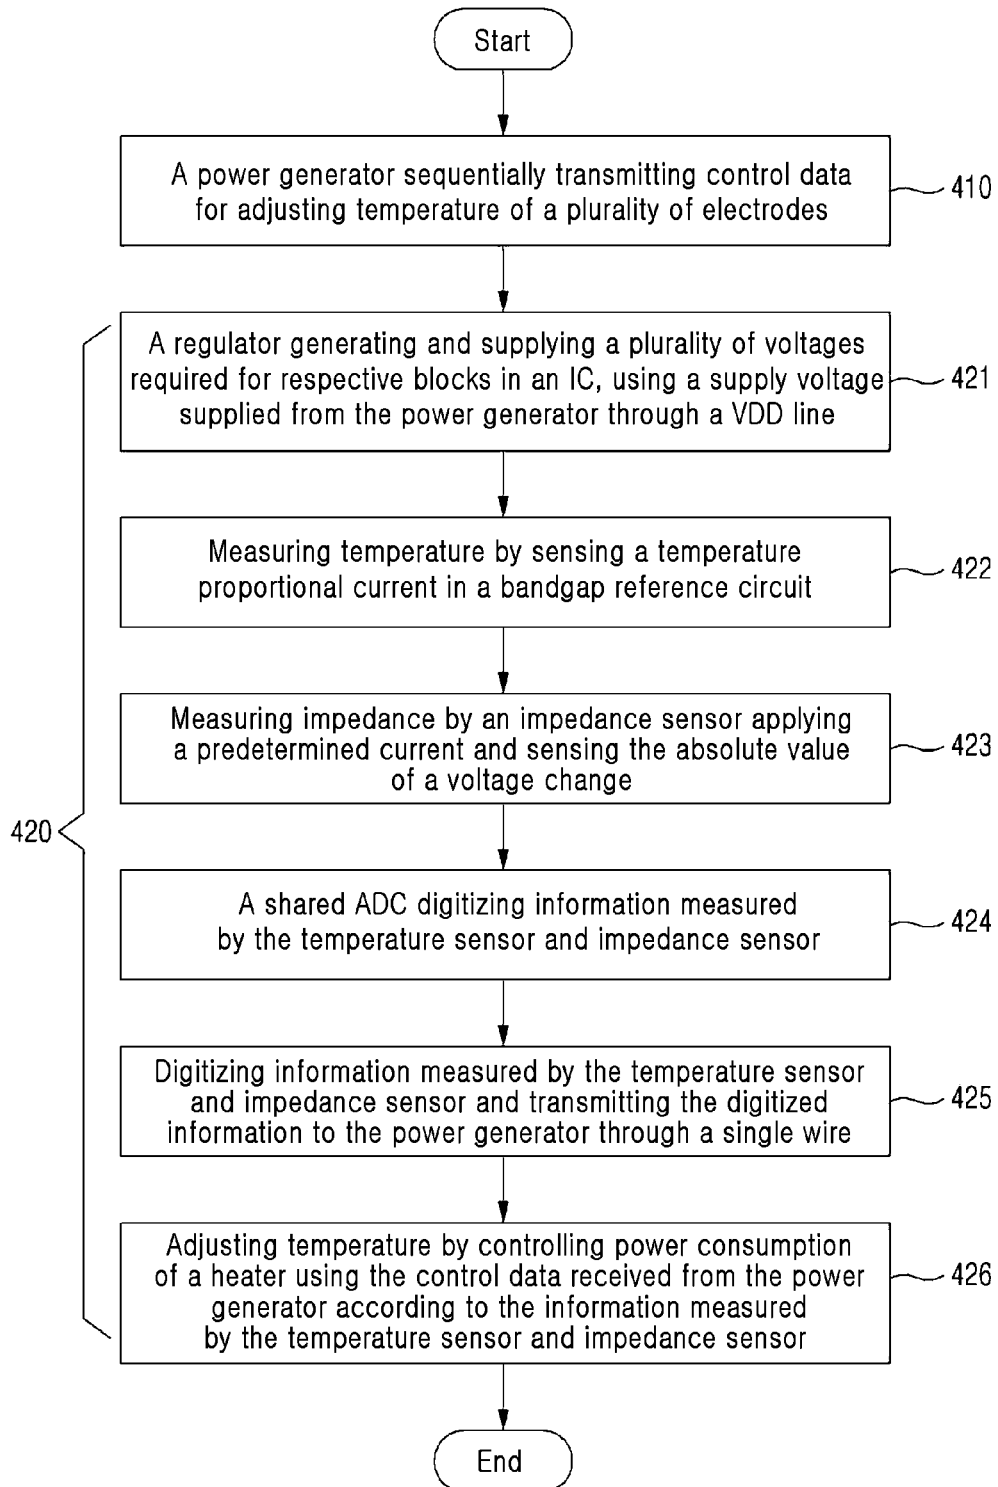 Start
A power generator sequentially transmitting control data
for adjusting temperature of a plurality of electrodes
410
A regulator generating and supplying a plurality of voltages
required for respective blocks in an IC, using a supply voltage
supplied from the power generator through a VDD line
421
Measuring temperature by sensing a temperature
proportional current in a bandgap reference circuit
422
Measuring impedance by an impedance sensor applying
a predetermined current and sensing the absolute value
of a voltage change
423
420
A shared ADC digitizing information measured
by the temperature sensor and impedance sensor
424
Digitizing information measured by the temperature sensor
and impedance sensor and transmitting the digitized
information to the power generator through a single wire
425
Adjusting temperature by controlling power consumption
of a heater using the control data received from the power
generator according to the information measured
by the temperature sensor and impedance sensor
426
End